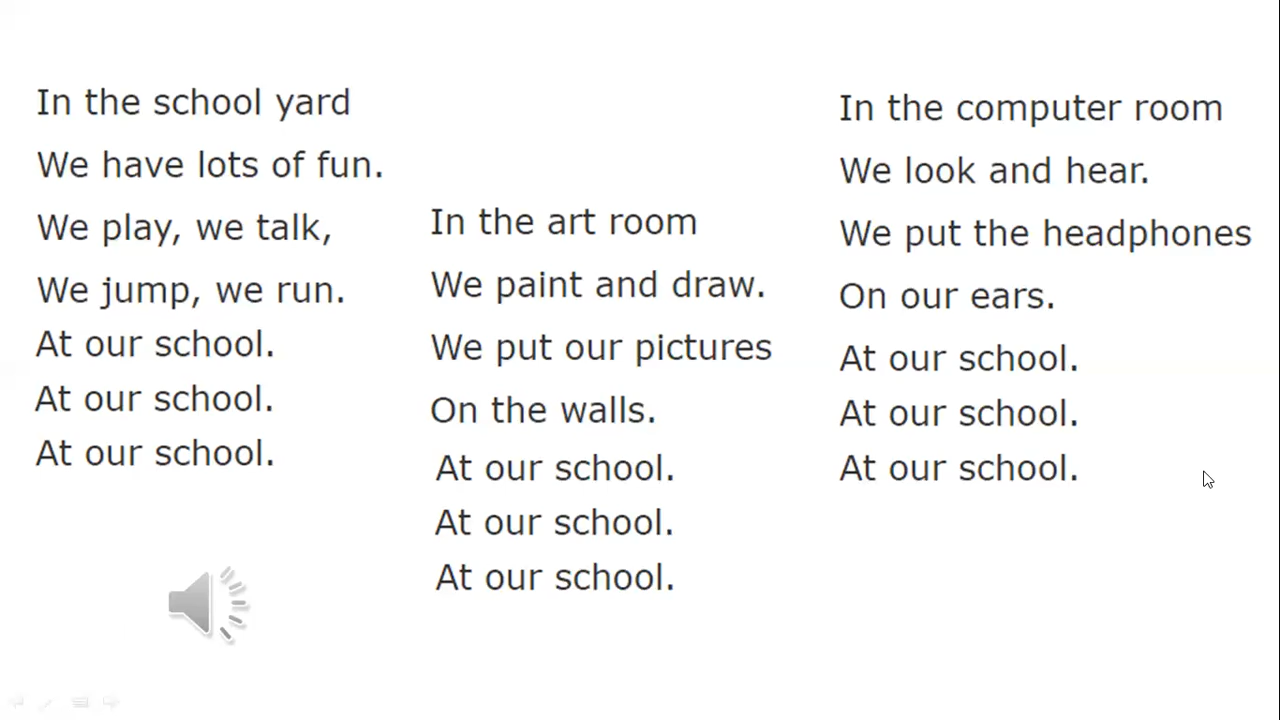 In the school yard
We have lots of fun.
We play, we talk,
We jump, we run.
At our school.
At our school.
At our school.
In the art room
We paint and draw.
We put our pictures
On the walls.
At our school.
At our school.
At our school.
In the computer room
We look and hear.
We put the headphones
On our ears.
At our school.
At our school.
At our school.